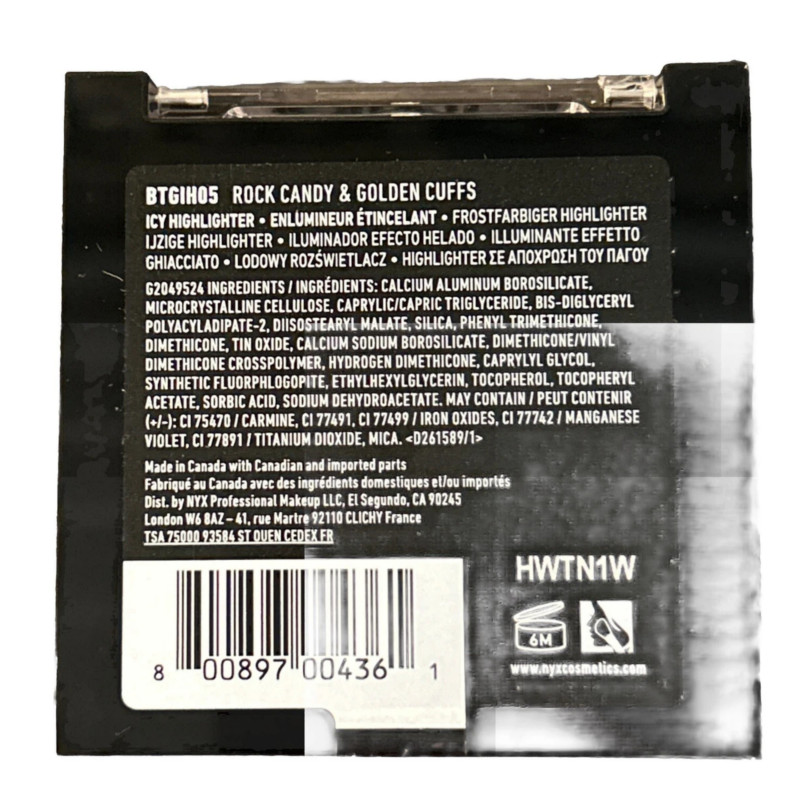 BTGIH05 ROCK CANDY & GOLDEN CUFFS
ICY HIGHLIGHTER • ENLUMINEUR ÉTINCELANT • FROSTFARBIGER HIGHLIGHTER
IJZIGE HIGHLIGHTER • ILUMINADOR EFECTO HELADO • ILLUMINANTE EFFETTO
GHIACCIATO • LODOWY ROZŚWIETLACZ • HIGHLIGHTER ΣΕ ΑΠΟΧΡΩΣΗ ΤΟΥ ΠΑΓΟΥ
G2049524 INGREDIENTS / INGRÉDIENTS: CALCIUM ALUMINUM BOROSILICATE,
MICROCRYSTALLINE CELLULOSE, CAPRYLIC/CAPRIC TRIGLYCERIDE, BIS-DIGLYCERYL
POLYACYLADIPATE-2, DIISOSTEARYL MALATE, SILICA, PHENYL TRIMETHICONE,
DIMETHICONE, TIN OXIDE, CALCIUM SODIUM BOROSILICATE, DIMETHICONE/VINYL
DIMETHICONE CROSSPOLYMER, HYDROGEN DIMETHICONE, CAPRYLYL GLYCOL,
SYNTHETIC FLUORPHLOGOPITE, ETHYLHEXYLGLYCERIN, TOCOPHEROL, TOCOPHERYL
ACETATE, SORBIC ACID, SODIUM DEHYDROACETATE. MAY CONTAIN / PEUT CONTENIR
(+/-): CI 75470 / CARMINE, CI 77491, CI 77499 / IRON OXIDES, CI 77742 / MANGANESE
VIOLET, CI 77891 / TITANIUM DIOXIDE, MICA. <D261589/1>
Made in Canada with Canadian and imported parts
Fabriqué au Canada avec des ingrédients domestiques et/ou importés
Dist. by NYX Professional Makeup LLC, El Segundo, CA 90245
London W6 8AZ – 41, rue Martre 92110 CLICHY France
TSA 75000 93584 ST OUEN CEDEX FR
HWTN1W
6M
8 00897 00436 1
www.nyxcosmetics.com